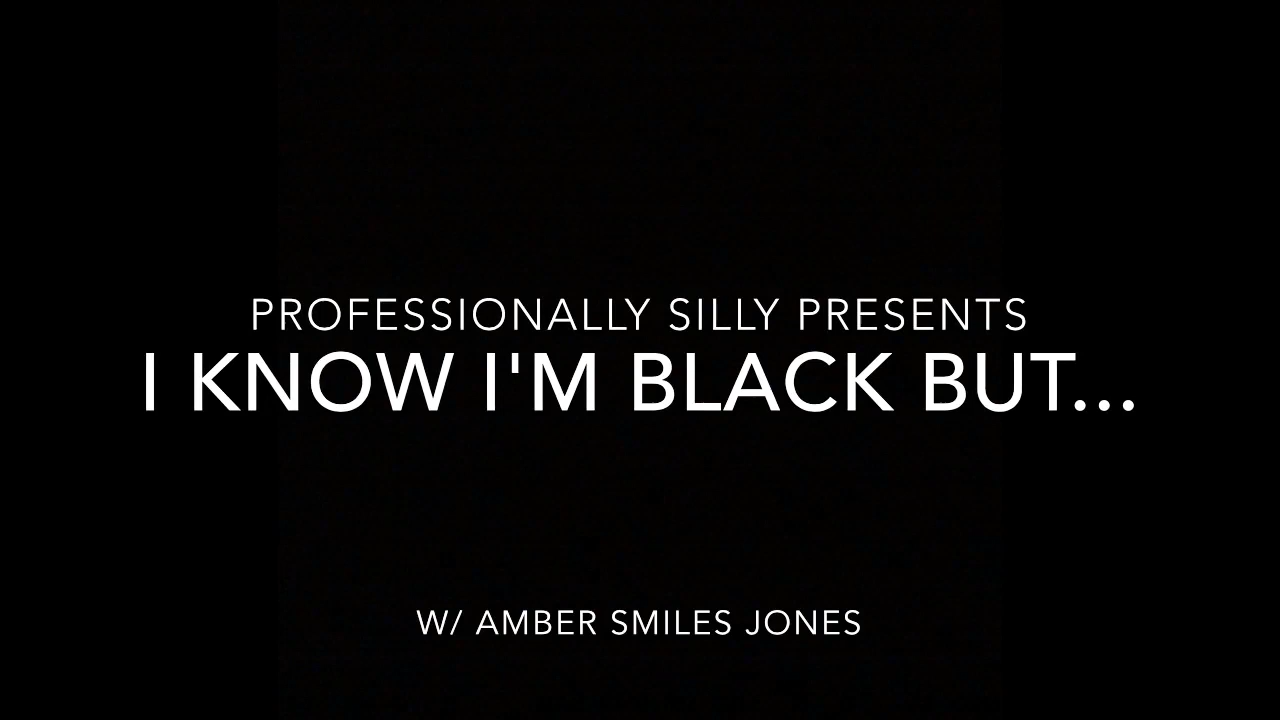 PROFESSIONALLY SILLY PRESENTS
I KNOW I'M BLACK BUT...
W/ AMBER SMILES JONES